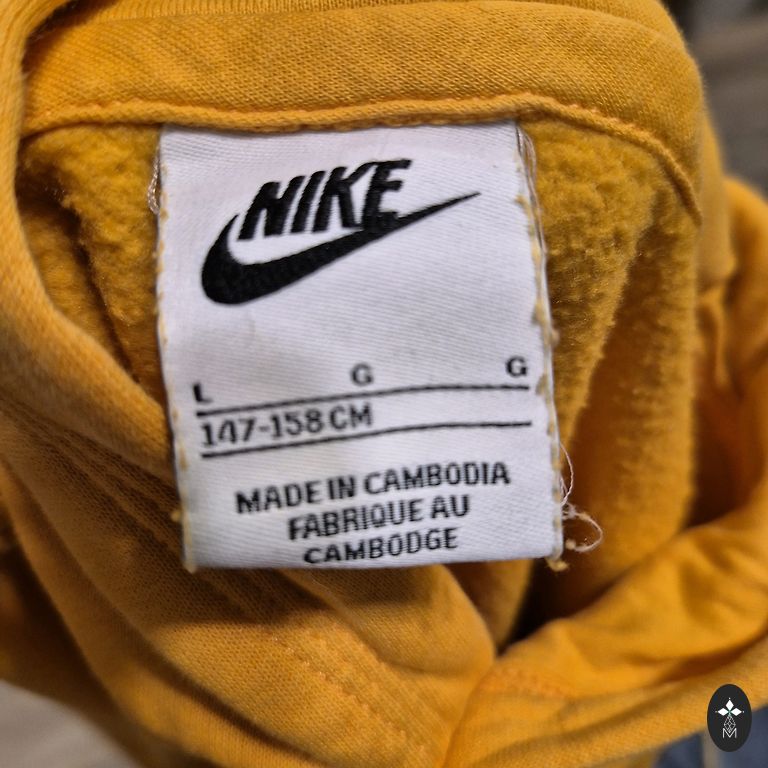 NIKE
L G G
147-158 CM
MADE IN CAMBODIA
FABRIQUE AU
CAMBODGE
M